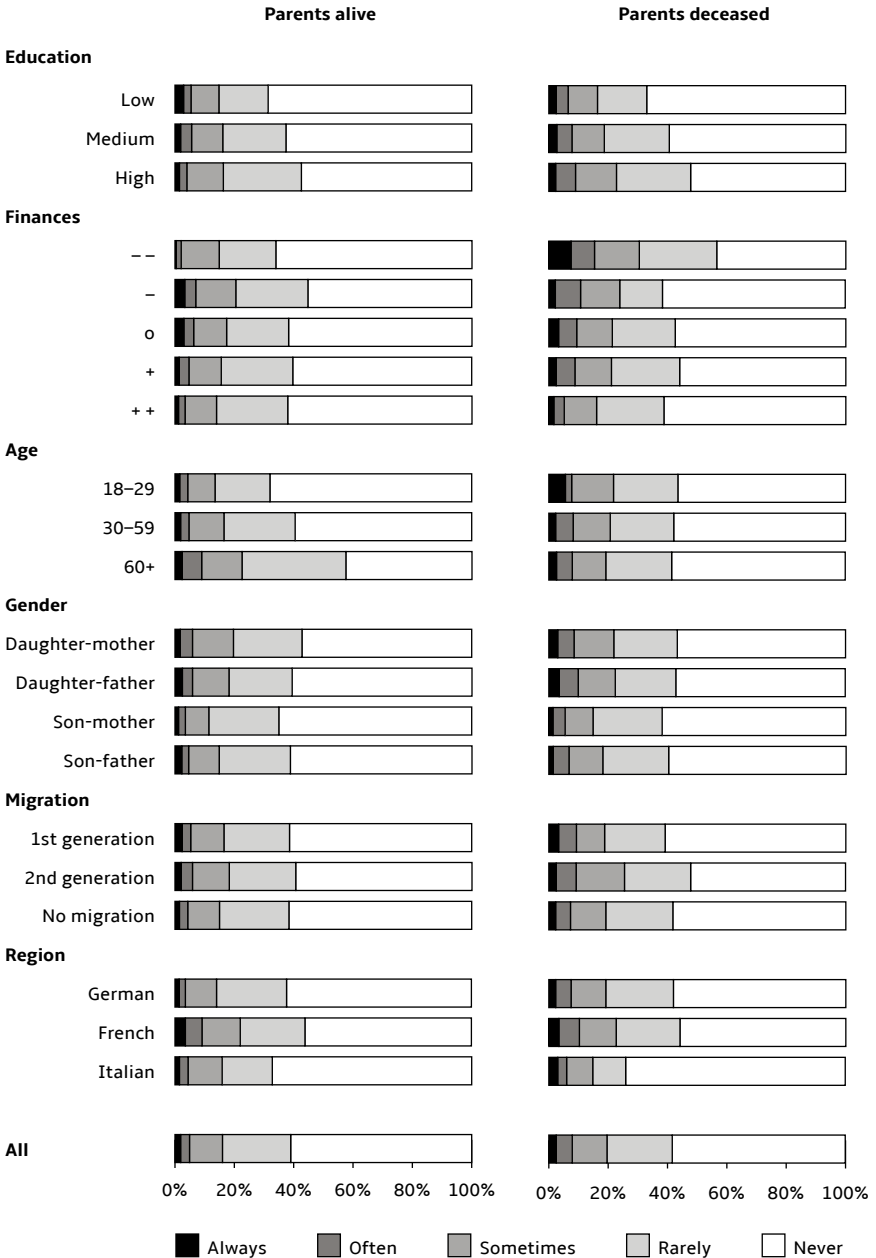 Parents alive Parents deceased
Education
Low
Medium
High
Finances
– –
–
o
+
+ +
Age
18–29
30–59
60+
Gender
Daughter-mother
Daughter-father
Son-mother
Son-father
Migration
1st generation
2nd generation
No migration
Region
German
French
Italian
All
0% 20% 40% 60% 80% 100% 0% 20% 40% 60% 80% 100%
Always Often Sometimes Rarely Never